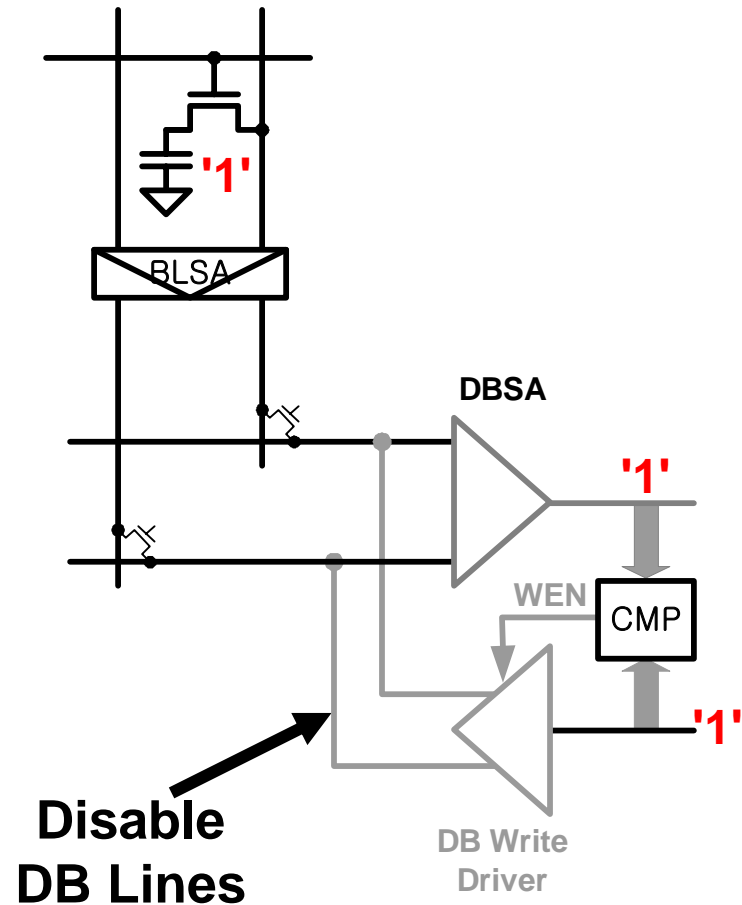 '1'
BLSA
DBSA
'1'
WEN
CMP
'1'
Disable
DB Lines
DB Write
Driver